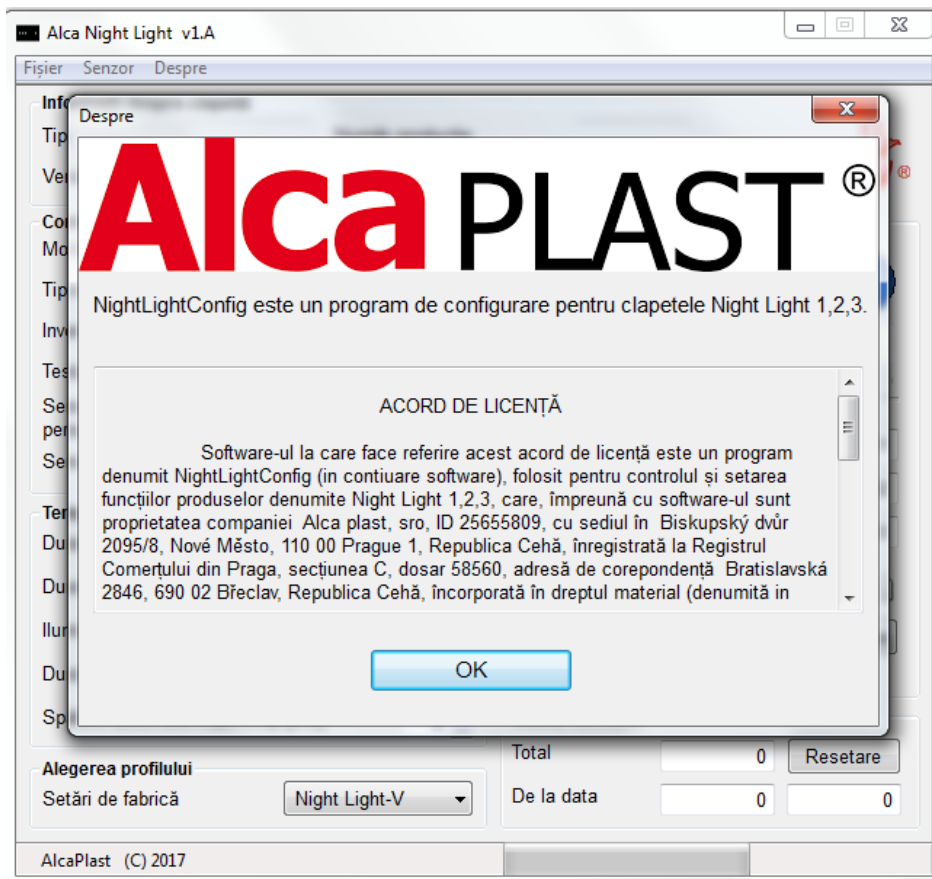 Alca Night Light v1.A
Fișier Senzor Despre
Despre
Alca PLAST ®
®
NightLightConfig este un program de configurare pentru clapetele Night Light 1,2,3.
ACORD DE LICENȚĂ
Software-ul la care face referire acest acord de licență este un program
denumit NightLightConfig (in contiuare software), folosit pentru controlul și setarea
funcțiilor produselor denumite Night Light 1,2,3, care, împreună cu software-ul sunt
proprietatea companiei Alca plast, sro, ID 25655809, cu sediul în Biskupský dvůr
2095/8, Nové Město, 110 00 Prague 1, Republica Cehă, înregistrată la Registrul
Comerțului din Praga, secțiunea C, dosar 58560, adresă de corepondență Bratislavská
2846, 690 02 Břeclav, Republica Cehă, încorporată în dreptul material (denumită in
OK
Total 0 Resetare
Alegerea profilului
Setări de fabrică Night Light-V
De la data 0 0
AlcaPlast (C) 2017